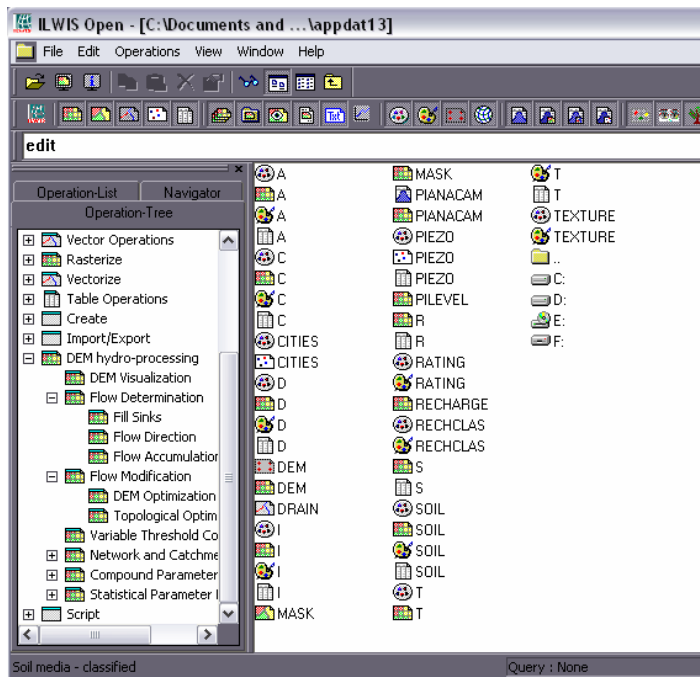 ILWIS Open - [C:\Documents and ...\appdat13]
File Edit Operations View Window Help
edit
Operation-List Navigator
Operation-Tree
Vector Operations
Rasterize
Vectorize
Table Operations
Create
Import/Export
DEM hydro-processing
DEM Visualization
Flow Determination
Fill Sinks
Flow Direction
Flow Accumulation
Flow Modification
DEM Optimization
Topological Optim
Variable Threshold Co
Network and Catchme
Compound Parameter
Statistical Parameter
Script
A
A
A
A
C
C
C
C
CITIES
CITIES
D
D
D
D
DEM
DEM
DRAIN
I
I
I
I
MASK
MASK
PIANACAM
PIANACAM
PIEZO
PIEZO
PIEZO
PILEVEL
R
R
RATING
RATING
RECHARGE
RECHCLAS
RECHCLAS
S
S
SOIL
SOIL
SOIL
SOIL
T
T
T
T
TEXTURE
TEXTURE
..
C:
D:
E:
F:
Soil media - classified
Query : None